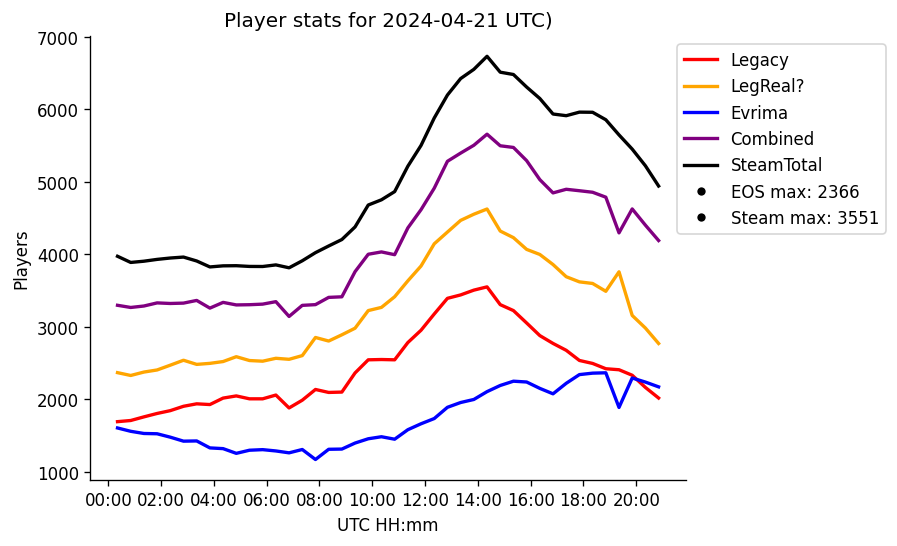 Player stats for 2024-04-21 UTC)
7000
6000
5000
4000
3000
2000
1000
Players
00:00 02:00 04:00 06:00 08:00 10:00 12:00 14:00 16:00 18:00 20:00
UTC HH:mm
Legacy
LegReal?
Evrima
Combined
SteamTotal
EOS max: 2366
Steam max: 3551